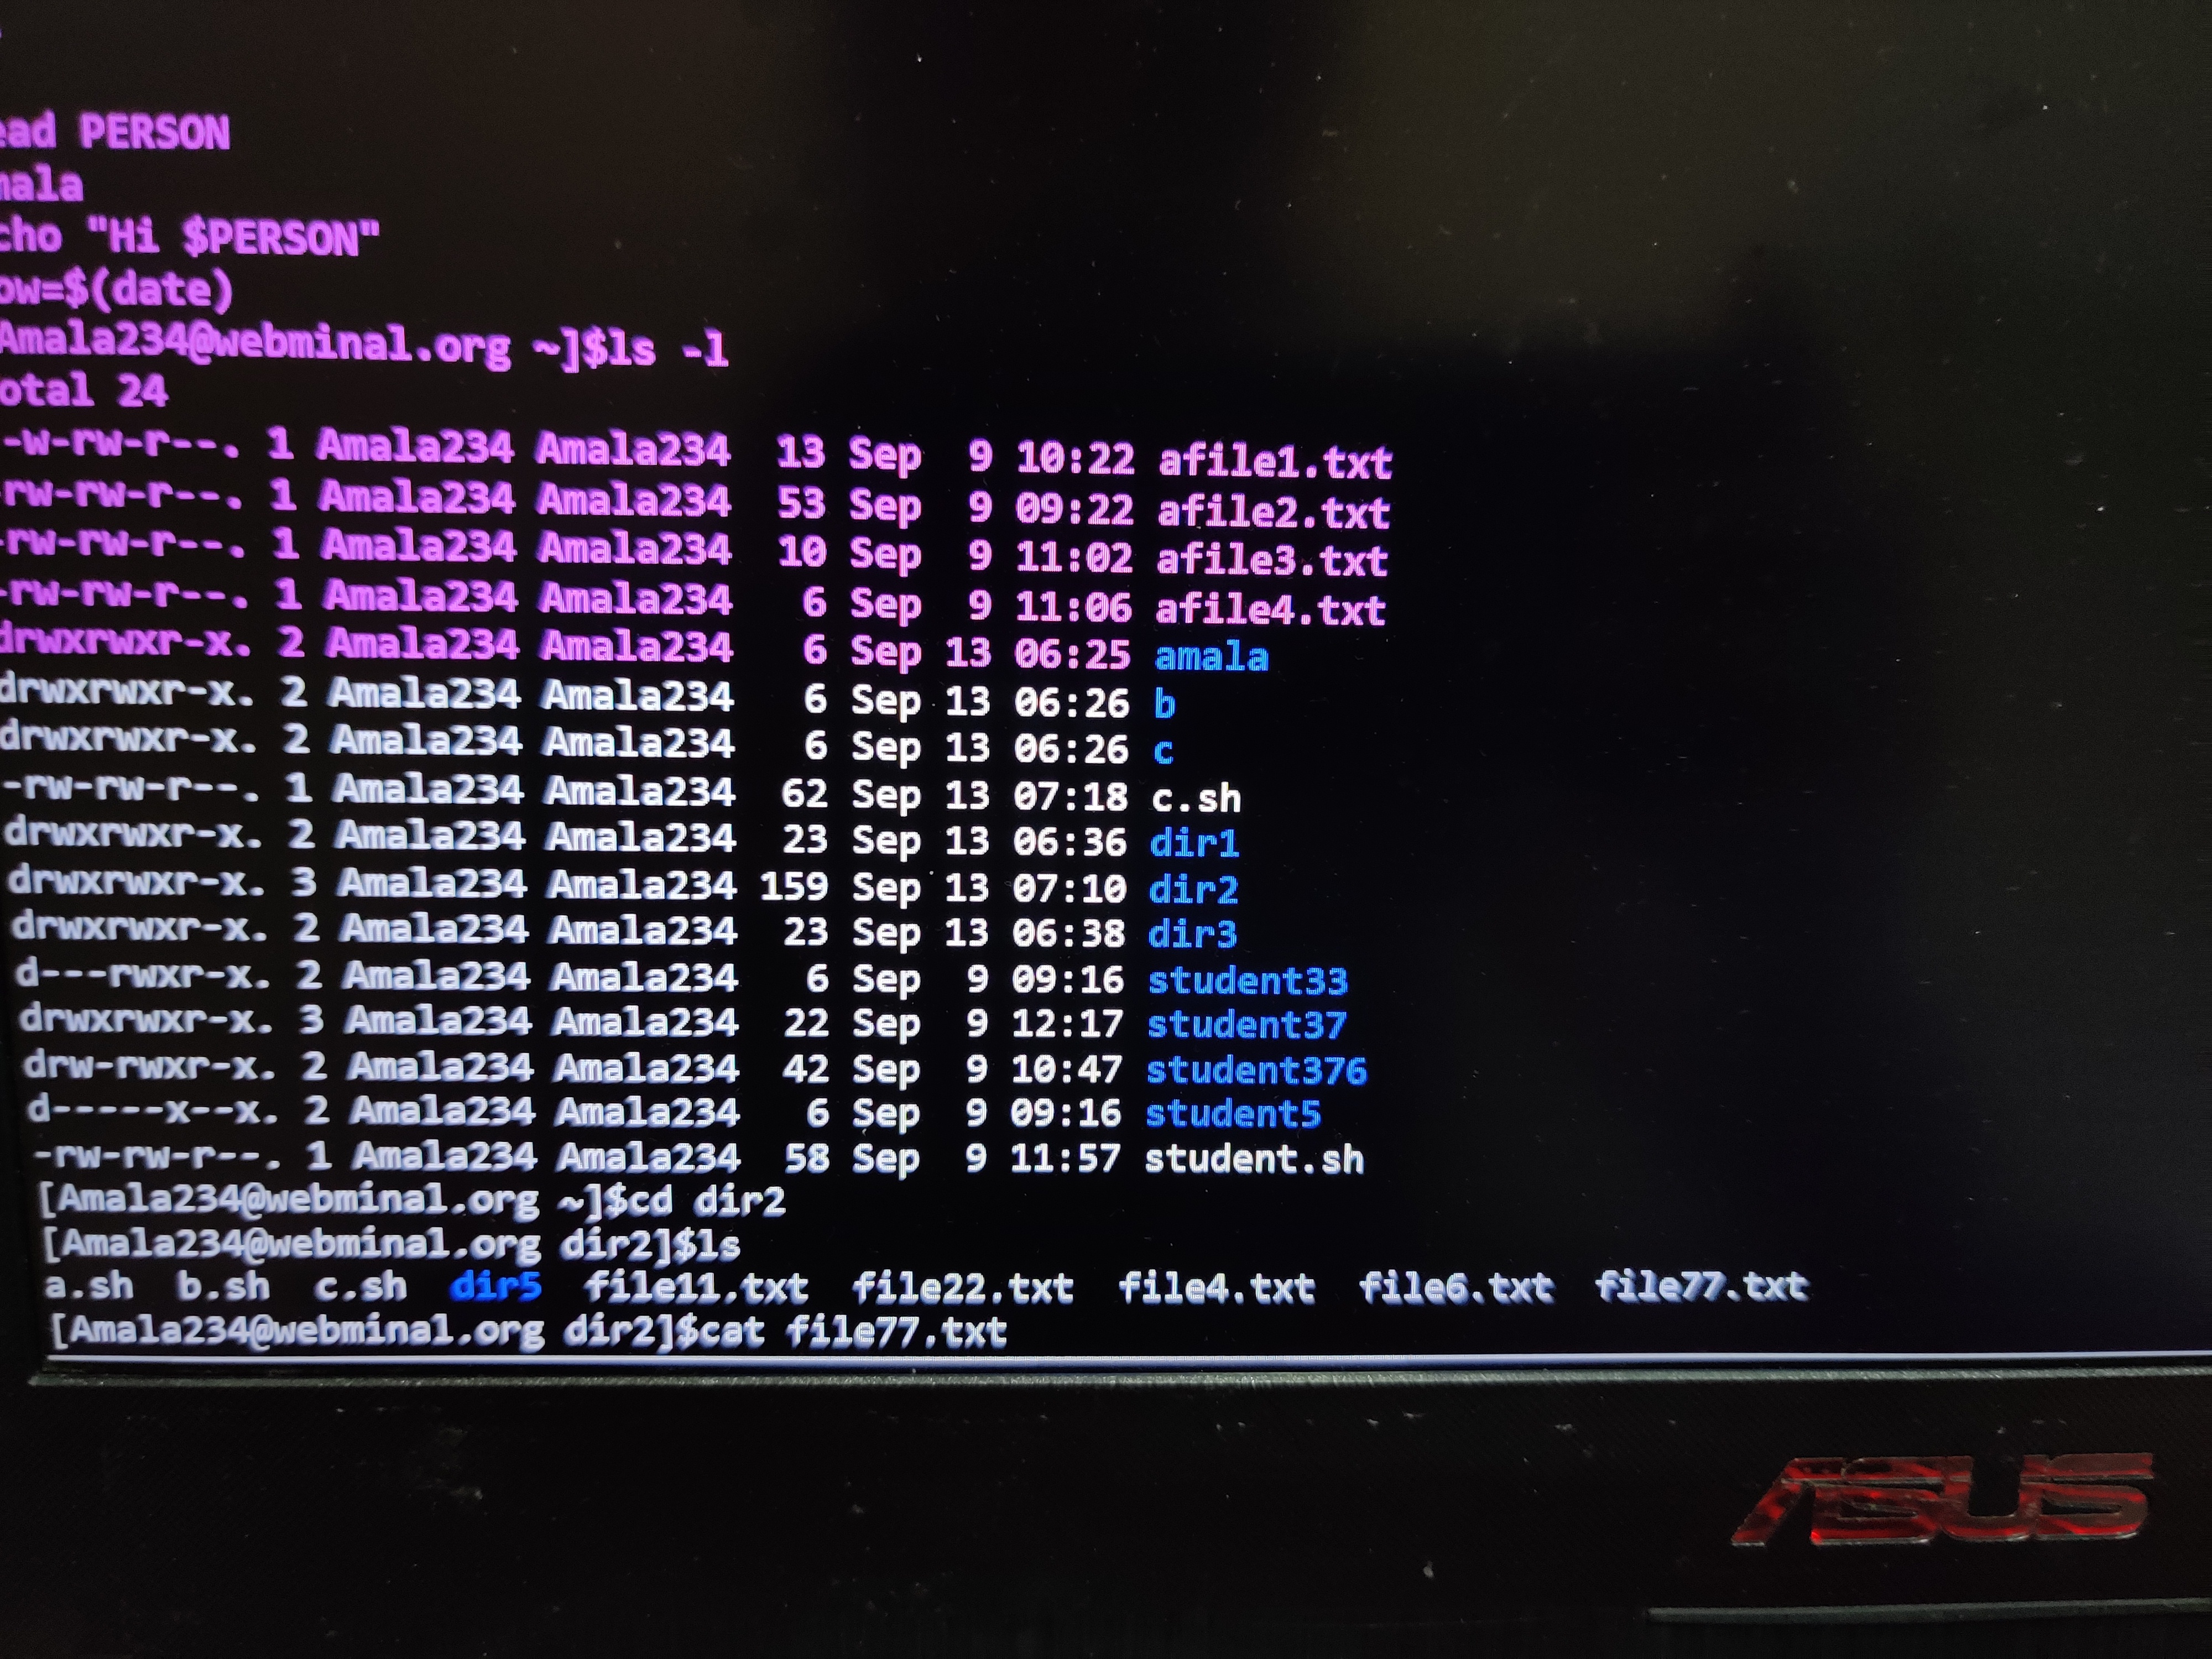 ead PERSON
mala
cho "Hi $PERSON"
ow=$(date)
Amala234@webminal.org ~]$ls -l
otal 24
-w-rw-r--. 1 Amala234 Amala234  13 Sep  9 10:22 afile1.txt
-rw-rw-r--. 1 Amala234 Amala234  53 Sep  9 09:22 afile2.txt
-rw-rw-r--. 1 Amala234 Amala234  10 Sep  9 11:02 afile3.txt
-rw-rw-r--. 1 Amala234 Amala234   6 Sep  9 11:06 afile4.txt
drwxrwxr-x. 2 Amala234 Amala234   6 Sep 13 06:25 amala
drwxrwxr-x. 2 Amala234 Amala234   6 Sep 13 06:26 b
drwxrwxr-x. 2 Amala234 Amala234   6 Sep 13 06:26 c
-rw-rw-r--. 1 Amala234 Amala234  62 Sep 13 07:18 c.sh
drwxrwxr-x. 2 Amala234 Amala234  23 Sep 13 06:36 dir1
drwxrwxr-x. 3 Amala234 Amala234 159 Sep 13 07:10 dir2
drwxrwxr-x. 2 Amala234 Amala234  23 Sep 13 06:38 dir3
d---rwxr-x. 2 Amala234 Amala234   6 Sep  9 09:16 student33
drwxrwxr-x. 3 Amala234 Amala234  22 Sep  9 12:17 student37
drw-rwxr-x. 2 Amala234 Amala234  42 Sep  9 10:47 student376
d-----x--x. 2 Amala234 Amala234   6 Sep  9 09:16 student5
-rw-rw-r--. 1 Amala234 Amala234  58 Sep  9 11:57 student.sh
[Amala234@webminal.org ~]$cd dir2
[Amala234@webminal.org dir2]$ls
a.sh  b.sh  c.sh  dir5  file11.txt  file22.txt  file4.txt  file6.txt  file77.txt
[Amala234@webminal.org dir2]$cat file77.txt
ASUS